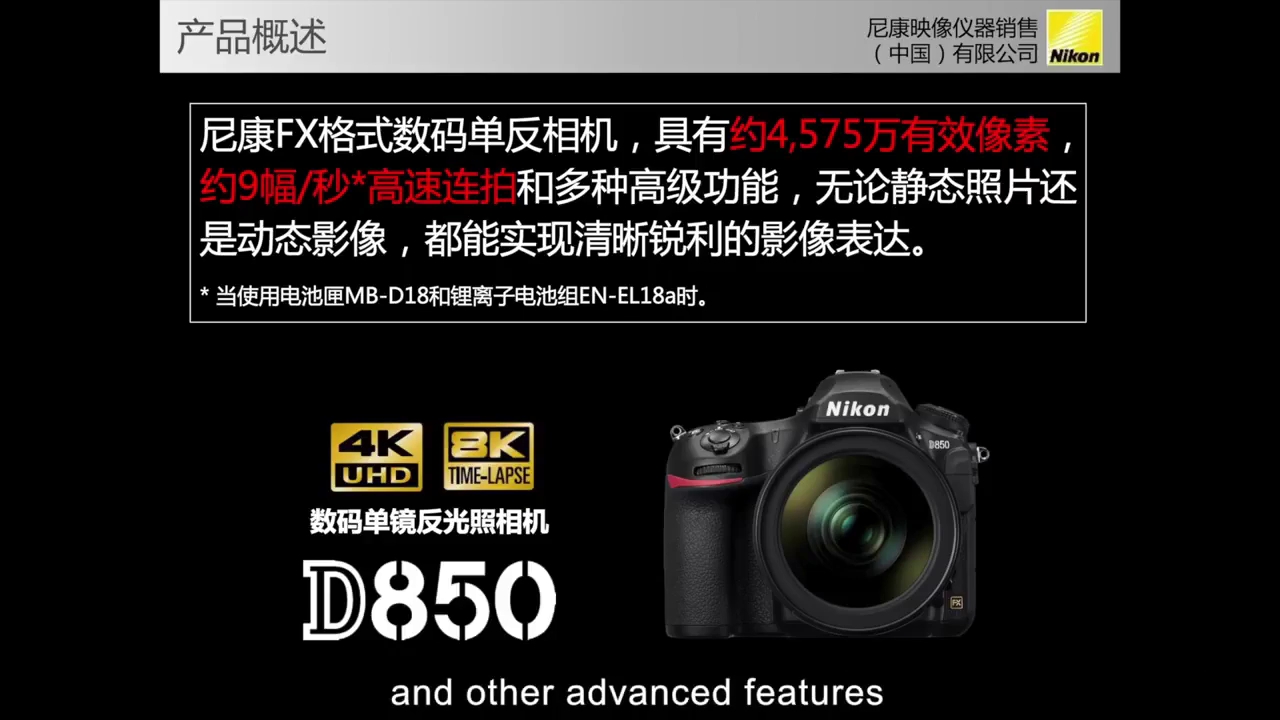 产品概述
尼康映像仪器销售
（中国）有限公司
Nikon
尼康FX格式数码单反相机，具有约4,575万有效像素，
约9幅/秒*高速连拍和多种高级功能，无论静态照片还
是动态影像，都能实现清晰锐利的影像表达。
* 当使用电池匣MB-D18和锂离子电池组EN-EL18a时。
Nikon
D850
FX
4K
UHD
8K
TIME-LAPSE
数码单镜反光照相机
D850
and other advanced features